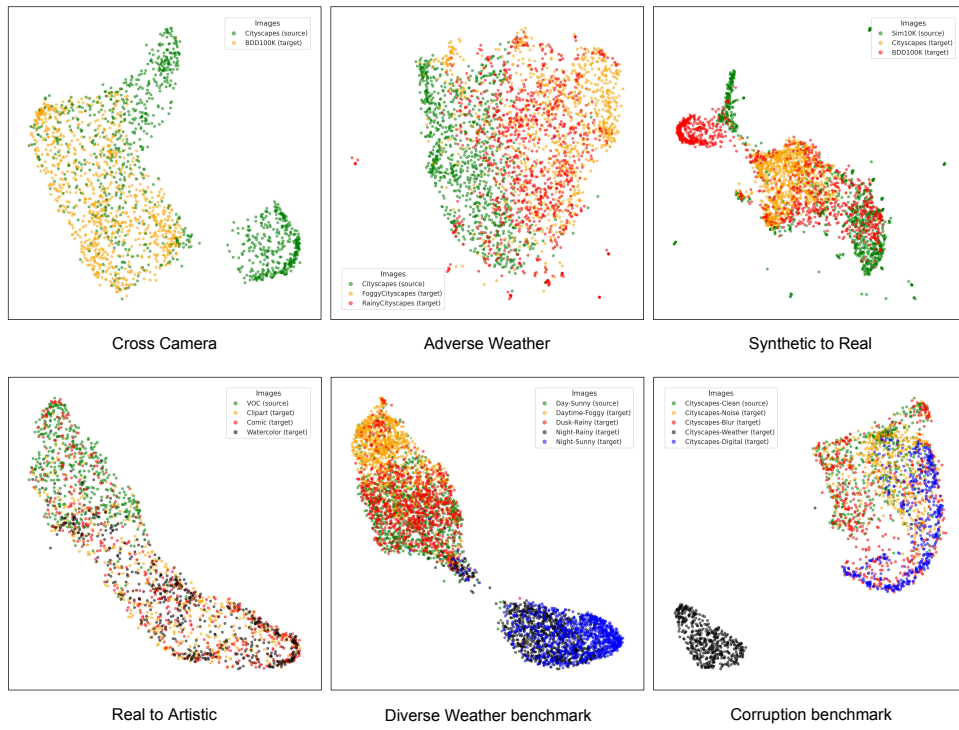 Images
Cityscapes (source)
BDD100K (target)
Cross Camera
Images
Cityscapes (source)
FoggyCityscapes (target)
RainyCityscapes (target)
Adverse Weather
Images
Sim10K (source)
Cityscapes (target)
BDD100K (target)
Synthetic to Real
Images
VOC (source)
Clipart (target)
Comic (target)
Watercolor (target)
Real to Artistic
Images
Day-Sunny (source)
Daytime-Foggy (target)
Dusk-Rainy (target)
Night-Rainy (target)
Night-Sunny (target)
Diverse Weather benchmark
Images
Cityscapes-Clean (source)
Cityscapes-Noise (target)
Cityscapes-Blur (target)
Cityscapes-Weather (target)
Cityscapes-Digital (target)
Corruption benchmark